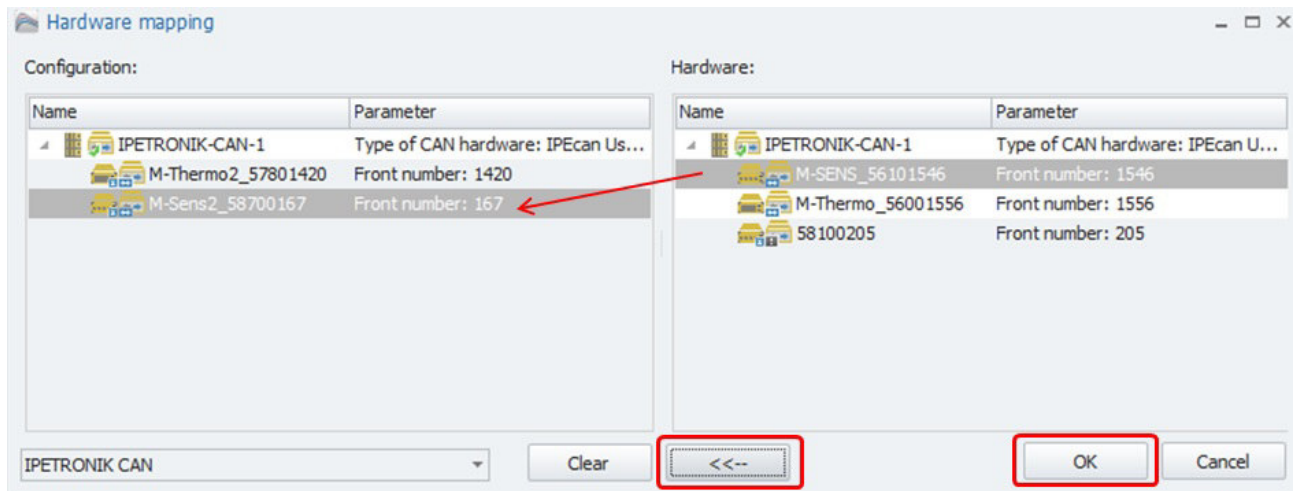 Hardware mapping
Configuration:
Hardware:
Name Parameter
IPETRONIK-CAN-1 Type of CAN hardware: IPEcan Us...
M-Thermo2_57801420 Front number: 1420
M-Sens2_58700167 Front number: 167
Name Parameter
IPETRONIK-CAN-1 Type of CAN hardware: IPEcan U...
M-SENS_56101546 Front number: 1546
M-Thermo_56001556 Front number: 1556
58100205 Front number: 205
IPETRONIK CAN
Clear
<<--
OK
Cancel